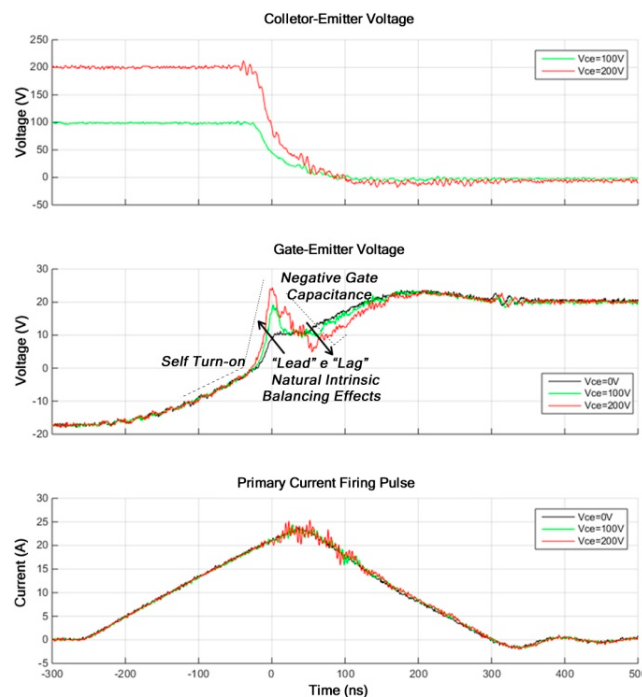 Colletor-Emitter Voltage
250
200
150
100
50
0
-50
Voltage (V)
Vce=100V
Vce=200V
Gate-Emitter Voltage
30
20
10
0
-10
-20
Voltage (V)
Negative Gate
Capacitance
Self Turn-on
"Lead" e "Lag"
Natural Intrinsic
Balancing Effects
Vce=0V
Vce=100V
Vce=200V
Primary Current Firing Pulse
30
25
20
15
10
5
0
-5
Current (A)
Vce=0V
Vce=100V
Vce=200V
-300 -200 -100 0 100 200 300 400 500
Time (ns)